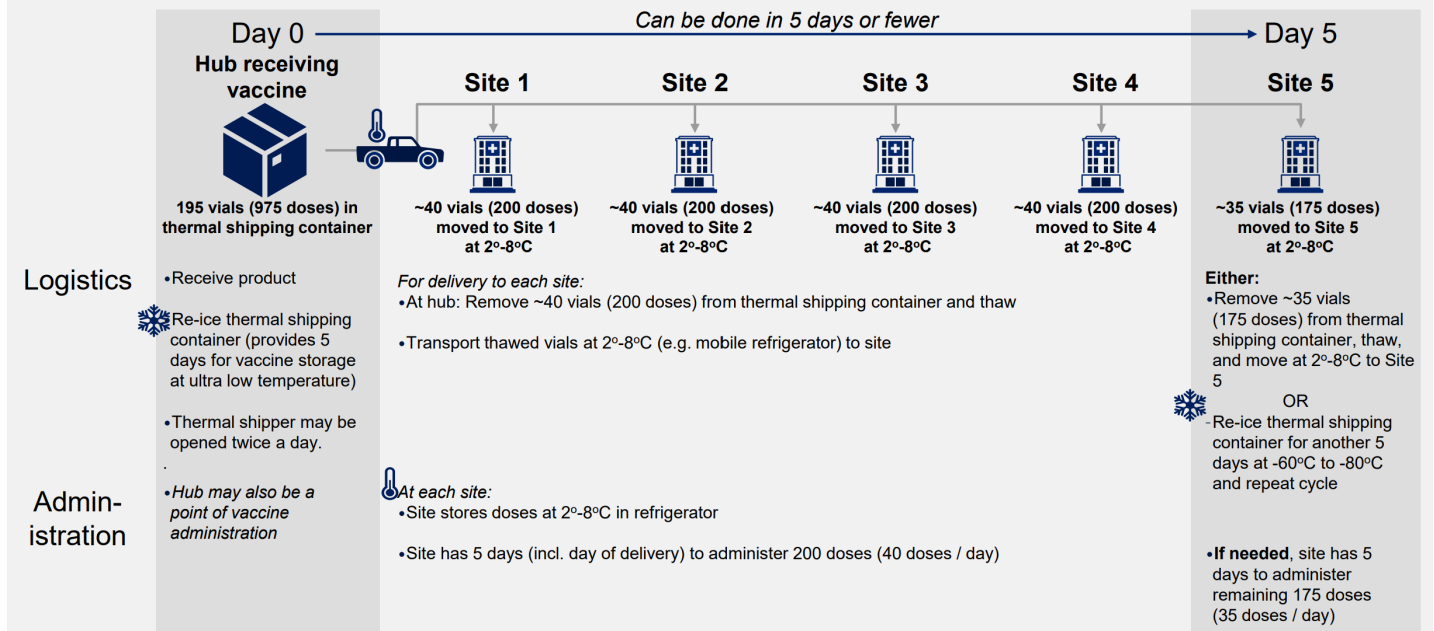 Can be done in 5 days or fewer
Day 0
Day 5
Hub receiving
vaccine
Site 1
Site 2
Site 3
Site 4
Site 5
195 vials (975 doses) in
thermal shipping container
~40 vials (200 doses)
moved to Site 1
at 2º-8ºC
~40 vials (200 doses)
moved to Site 2
at 2º-8ºC
~40 vials (200 doses)
moved to Site 3
at 2º-8ºC
~40 vials (200 doses)
moved to Site 4
at 2º-8ºC
~35 vials (175 doses)
moved to Site 5
at 2º-8ºC
Logistics
•Receive product
Re-ice thermal shipping
container (provides 5
days for vaccine storage
at ultra low temperature)
•Thermal shipper may be
opened twice a day.
.
For delivery to each site:
•At hub: Remove ~40 vials (200 doses) from thermal shipping container and thaw
•Transport thawed vials at 2º-8ºC (e.g. mobile refrigerator) to site
Either:
•Remove ~35 vials
(175 doses) from thermal
shipping container, thaw,
and move at 2º-8ºC to Site
5
OR
-Re-ice thermal shipping
container for another 5
days at -60ºC to -80ºC
and repeat cycle
Admin-
istration
•Hub may also be a
point of vaccine
administration
At each site:
•Site stores doses at 2º-8ºC in refrigerator
•Site has 5 days (incl. day of delivery) to administer 200 doses (40 doses / day)
•If needed, site has 5
days to administer
remaining 175 doses
(35 doses / day)